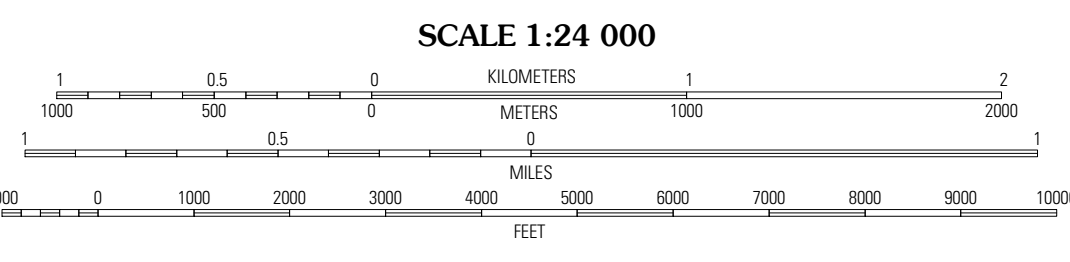 SCALE 1:24 000
1 0.5 0 KILOMETERS 1 2
1000 500 0 METERS 1000 2000
1 0.5 0 1
MILES
0 1000 2000 3000 4000 5000 6000 7000 8000 9000
FEET